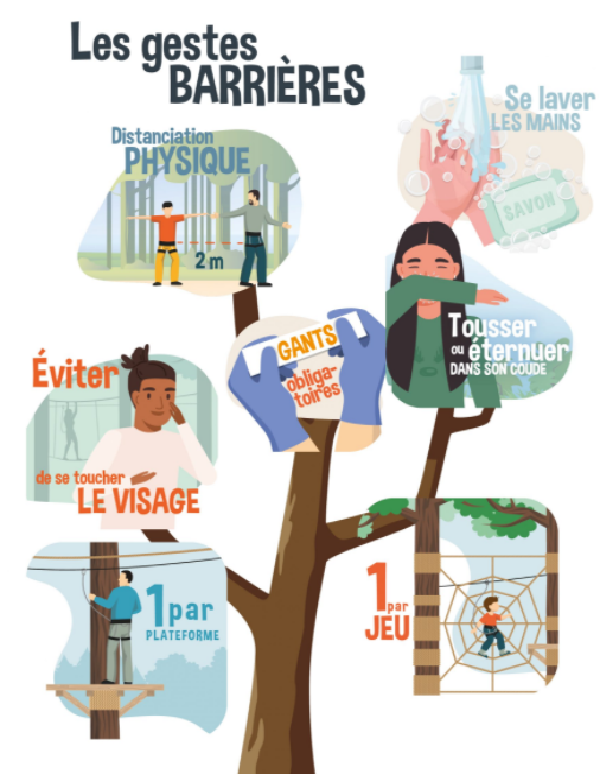 Les gestes
BARRIÈRES
Distanciation
PHYSIQUE
2 m
Se laver
LES MAINS
SAVON
GANTS
obliga-
toires
Tousser
ou éternuer
DANS SON COUDE
Éviter
de se toucher
LE VISAGE
1 par
PLATEFORME
1 par
JEU